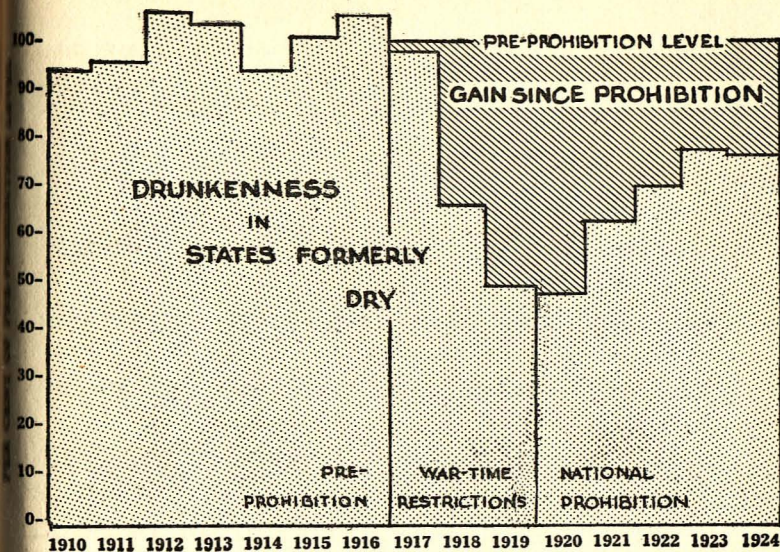 100-
90-
80-
70-
60-
50-
40-
30-
20-
10-
0-
PRE-PROHIBITION LEVEL
GAIN SINCE PROHIBITION
DRUNKENNESS
IN
STATES FORMERLY
DRY
PRE-
PROHIBITION
WAR-TIME
RESTRICTIONS
NATIONAL
PROHIBITION
1910 1911 1912 1913 1914 1915 1916 1917 1918 1919 1920 1921 1922 1923 1924